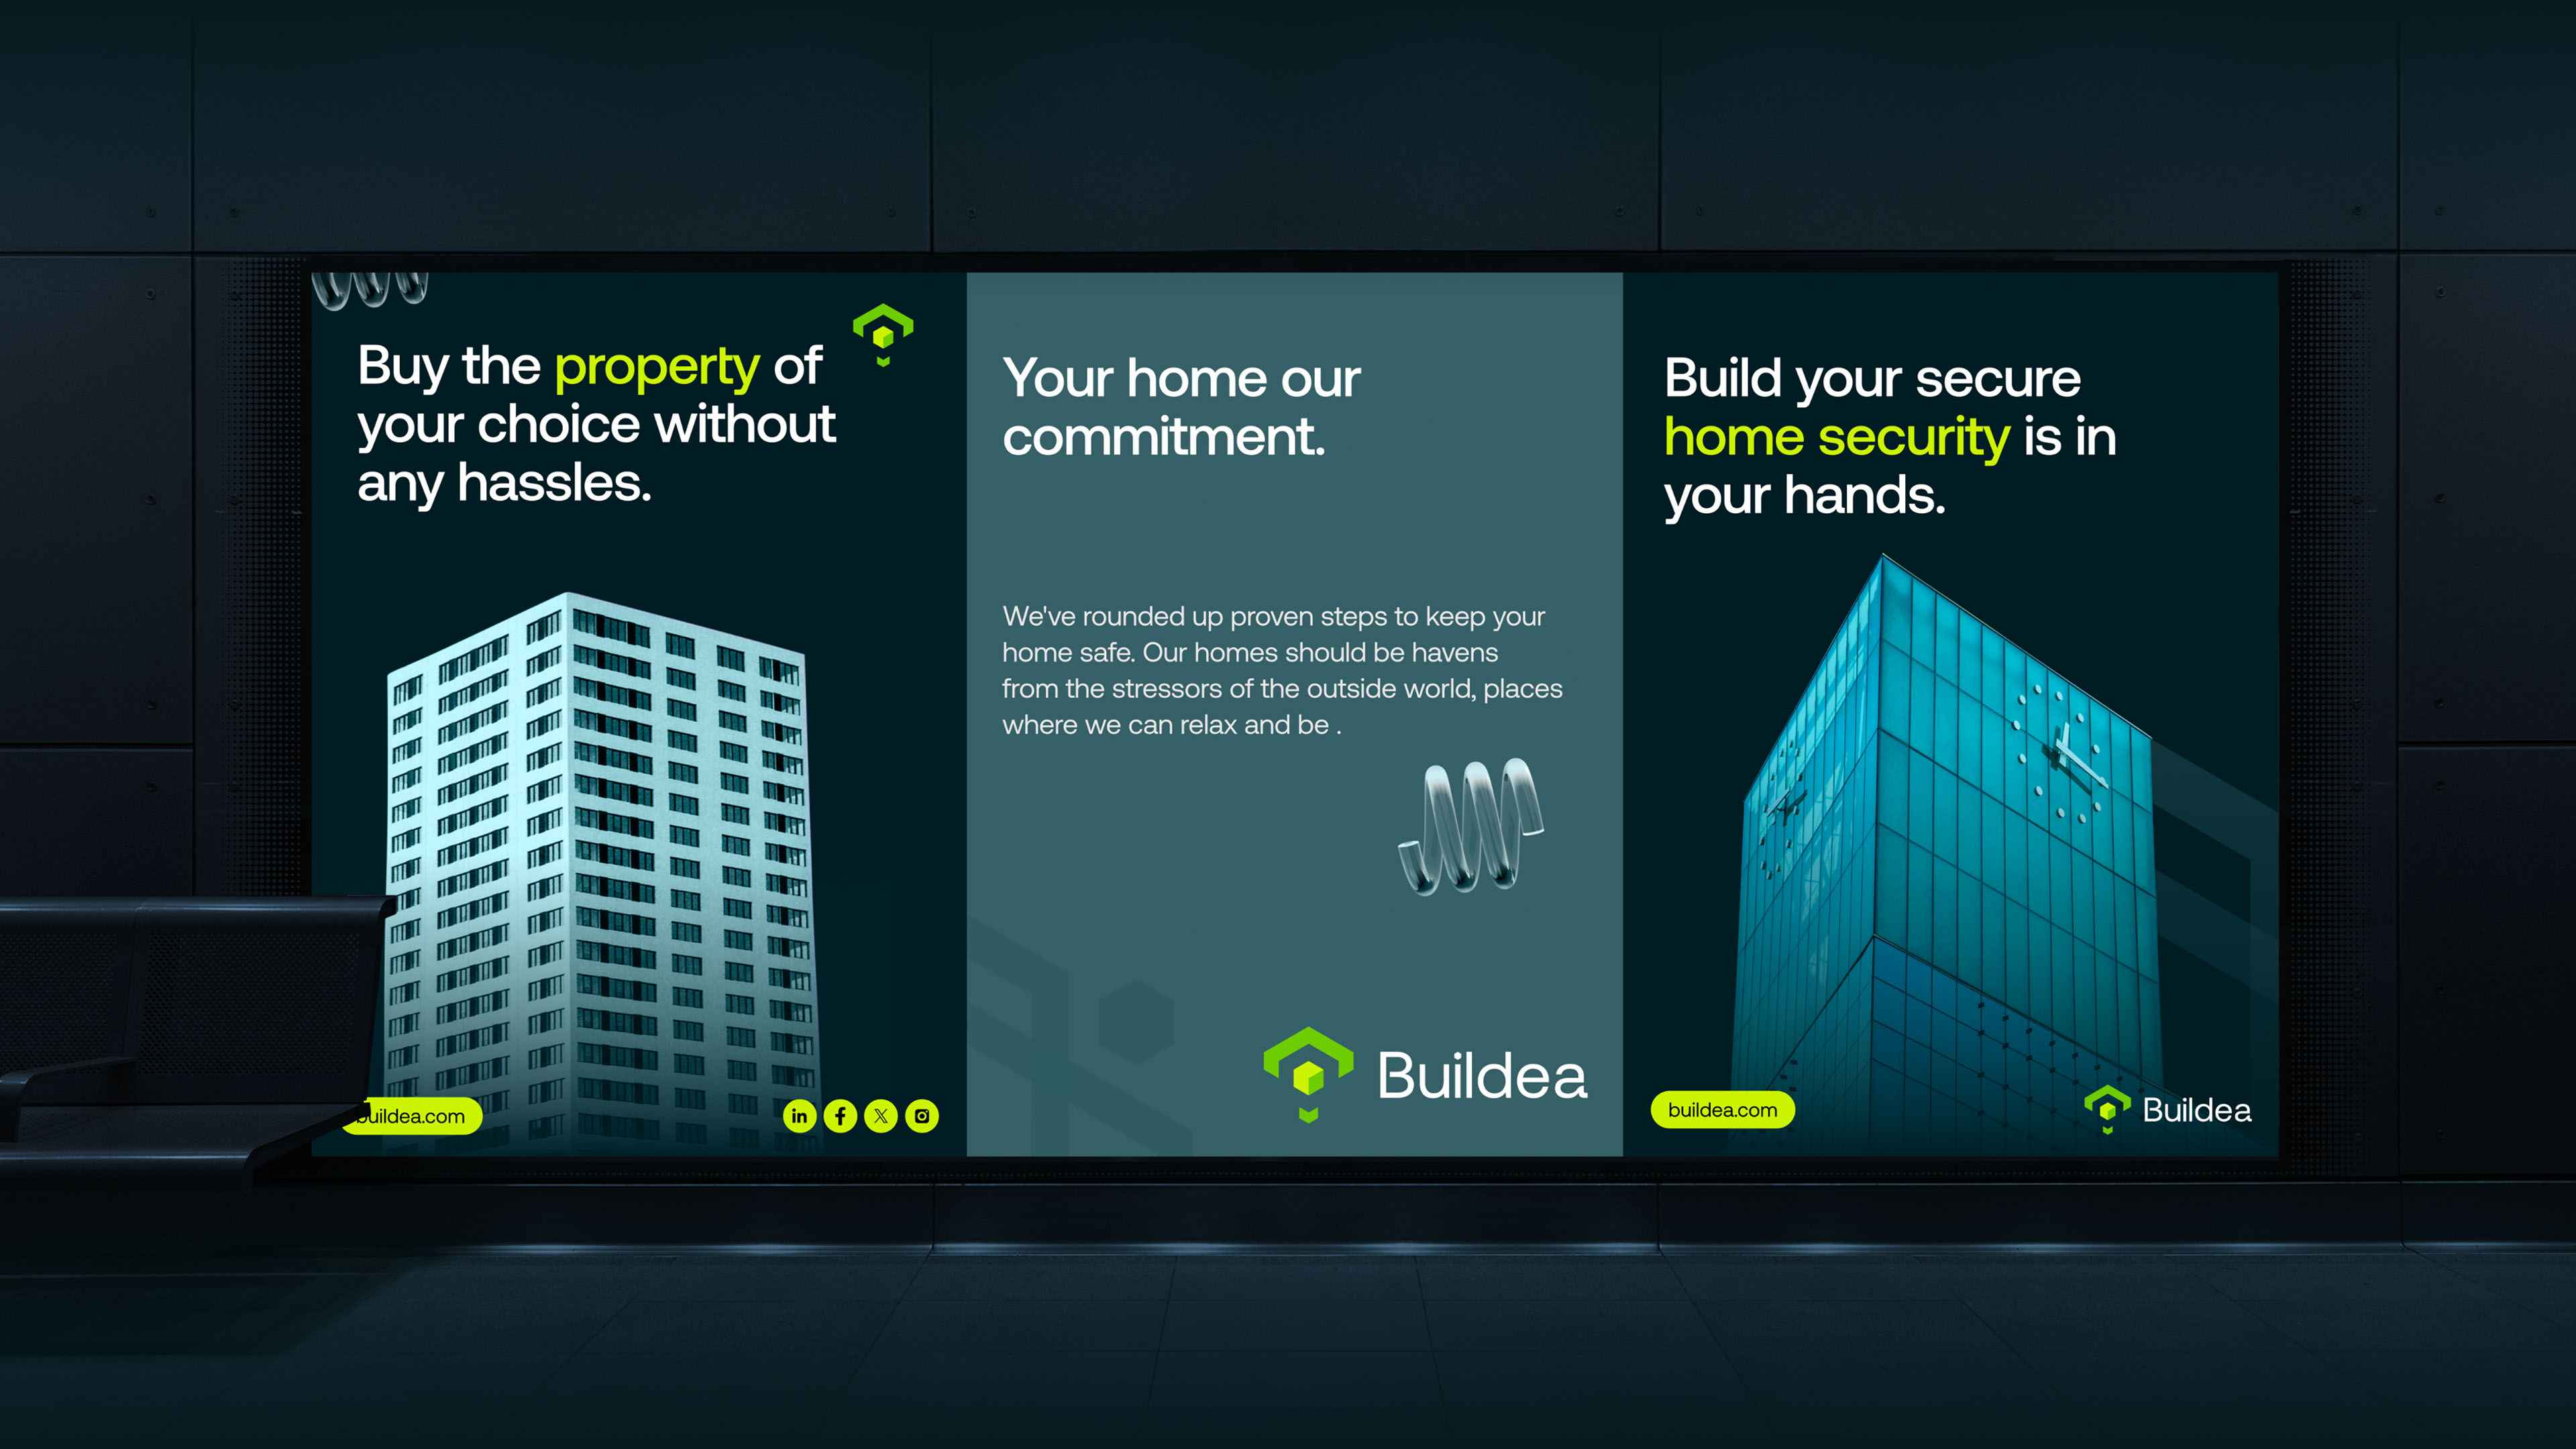 Buy the property of
your choice without
any hassles.
buildea.com
in f X
Your home our
commitment.
We've rounded up proven steps to keep your
home safe. Our homes should be havens
from the stressors of the outside world, places
where we can relax and be .
Buildea
Build your secure
home security is in
your hands.
buildea.com
Buildea